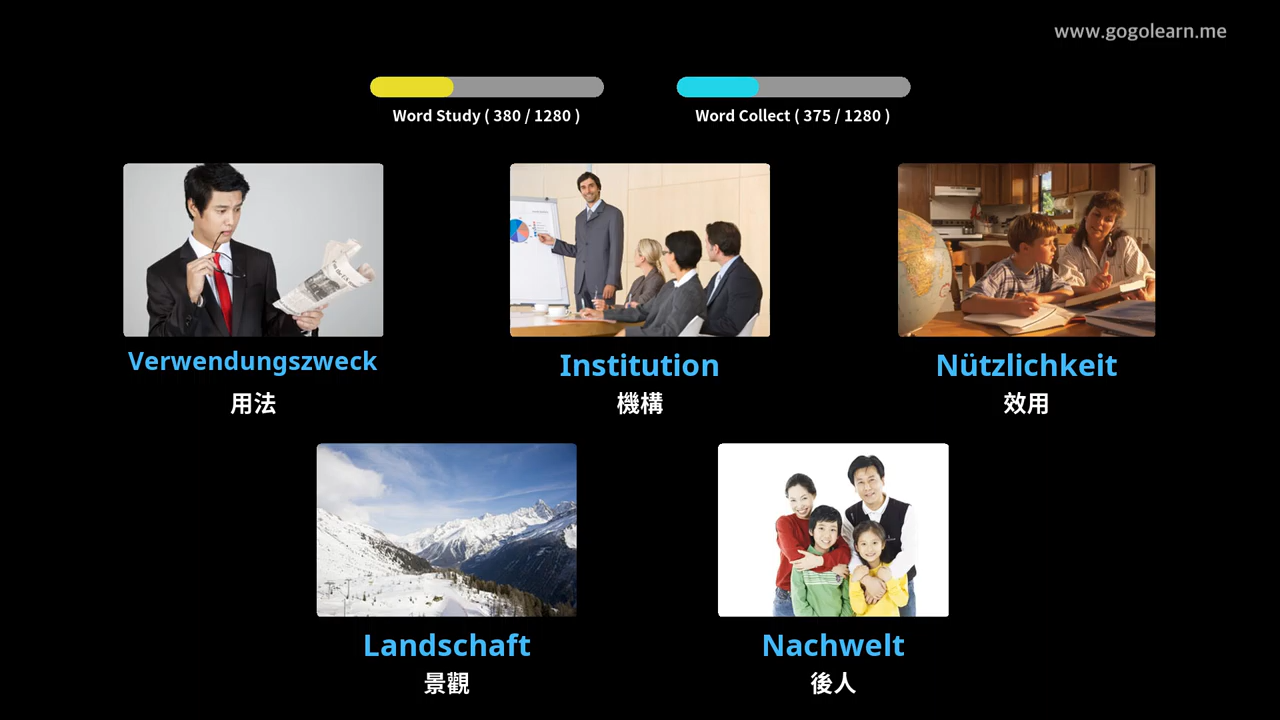 www.gogolearn.me
Word Study ( 380 / 1280 )
Word Collect ( 375 / 1280 )
Verwendungszweck
用法
Institution
機構
Nützlichkeit
效用
Landschaft
景觀
Nachwelt
後人